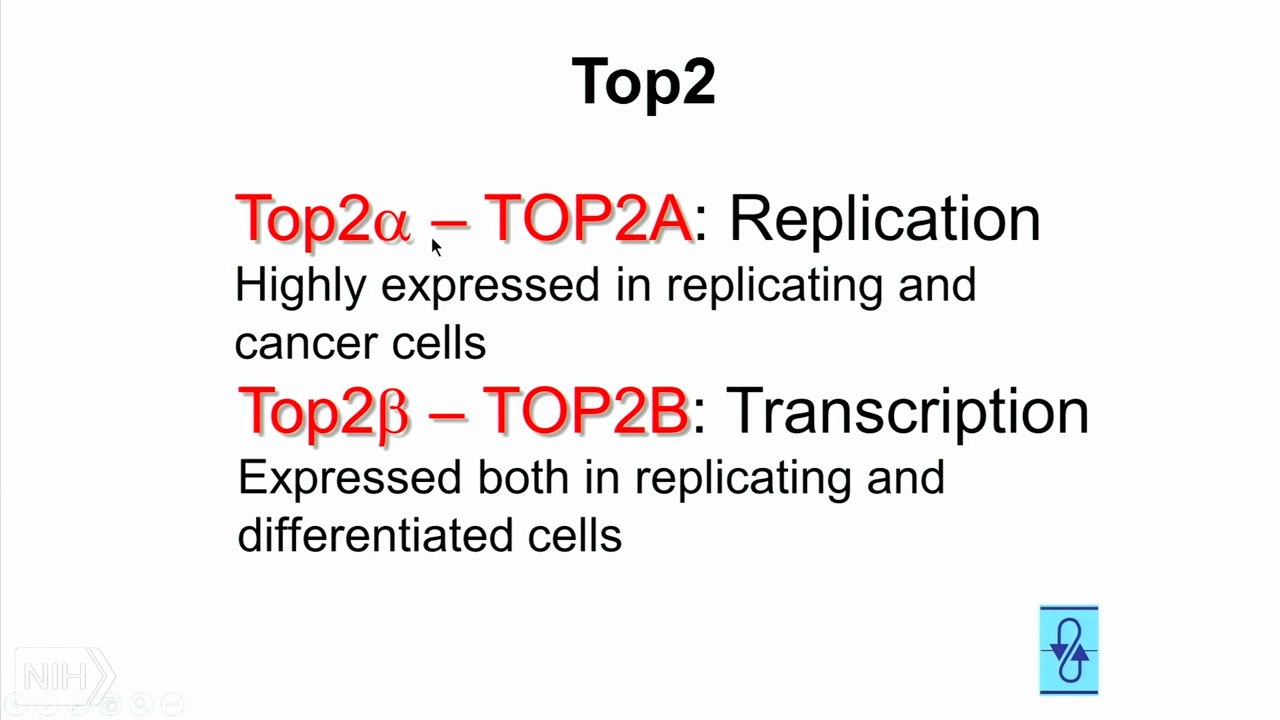 Top2
Top2α – TOP2A: Replication
Highly expressed in replicating and
cancer cells
Top2β – TOP2B: Transcription
Expressed both in replicating and
differentiated cells
NIH